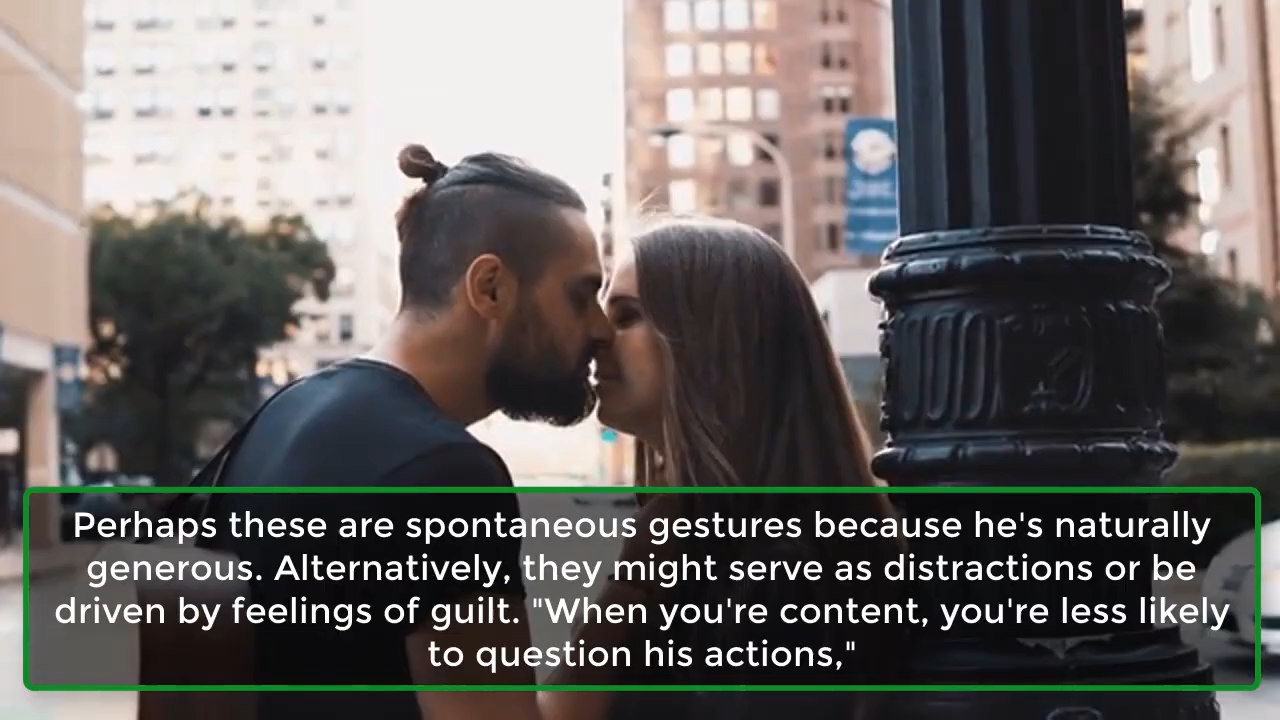 Perhaps these are spontaneous gestures because he's naturally
generous. Alternatively, they might serve as distractions or be
driven by feelings of guilt. "When you're content, you're less likely
to question his actions,"